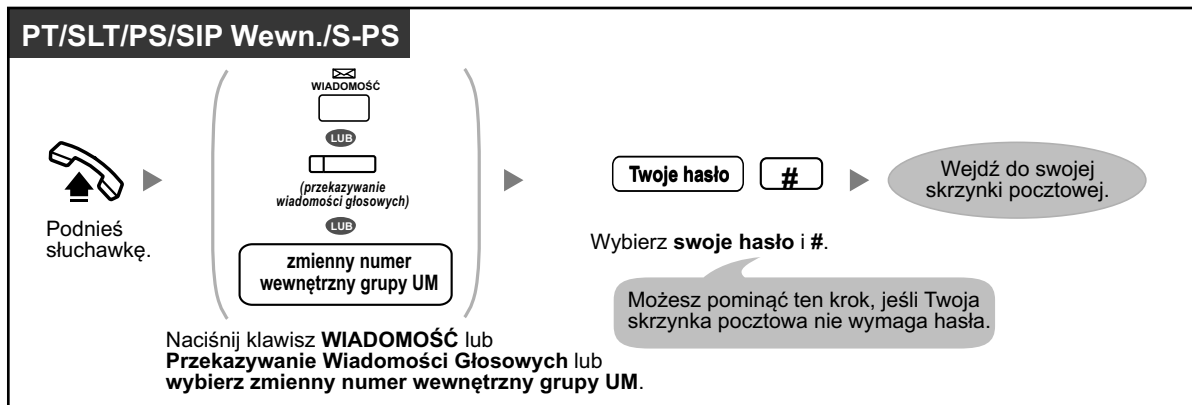 PT/SLT/PS/SIP Wewn./S-PS
WIADOMOŚĆ
LUB
(przekazywanie
wiadomości głosowych)
LUB
zmienny numer
wewnętrzny grupy UM
Podnieś
słuchawkę.
Naciśnij klawisz WIADOMOŚĆ lub
Przekazywanie Wiadomości Głosowych lub
wybierz zmienny numer wewnętrzny grupy UM.
Twoje hasło #
Wybierz swoje hasło i #.
Możesz pominąć ten krok, jeśli Twoja
skrzynka pocztowa nie wymaga hasła.
Wejdź do swojej
skrzynki pocztowej.